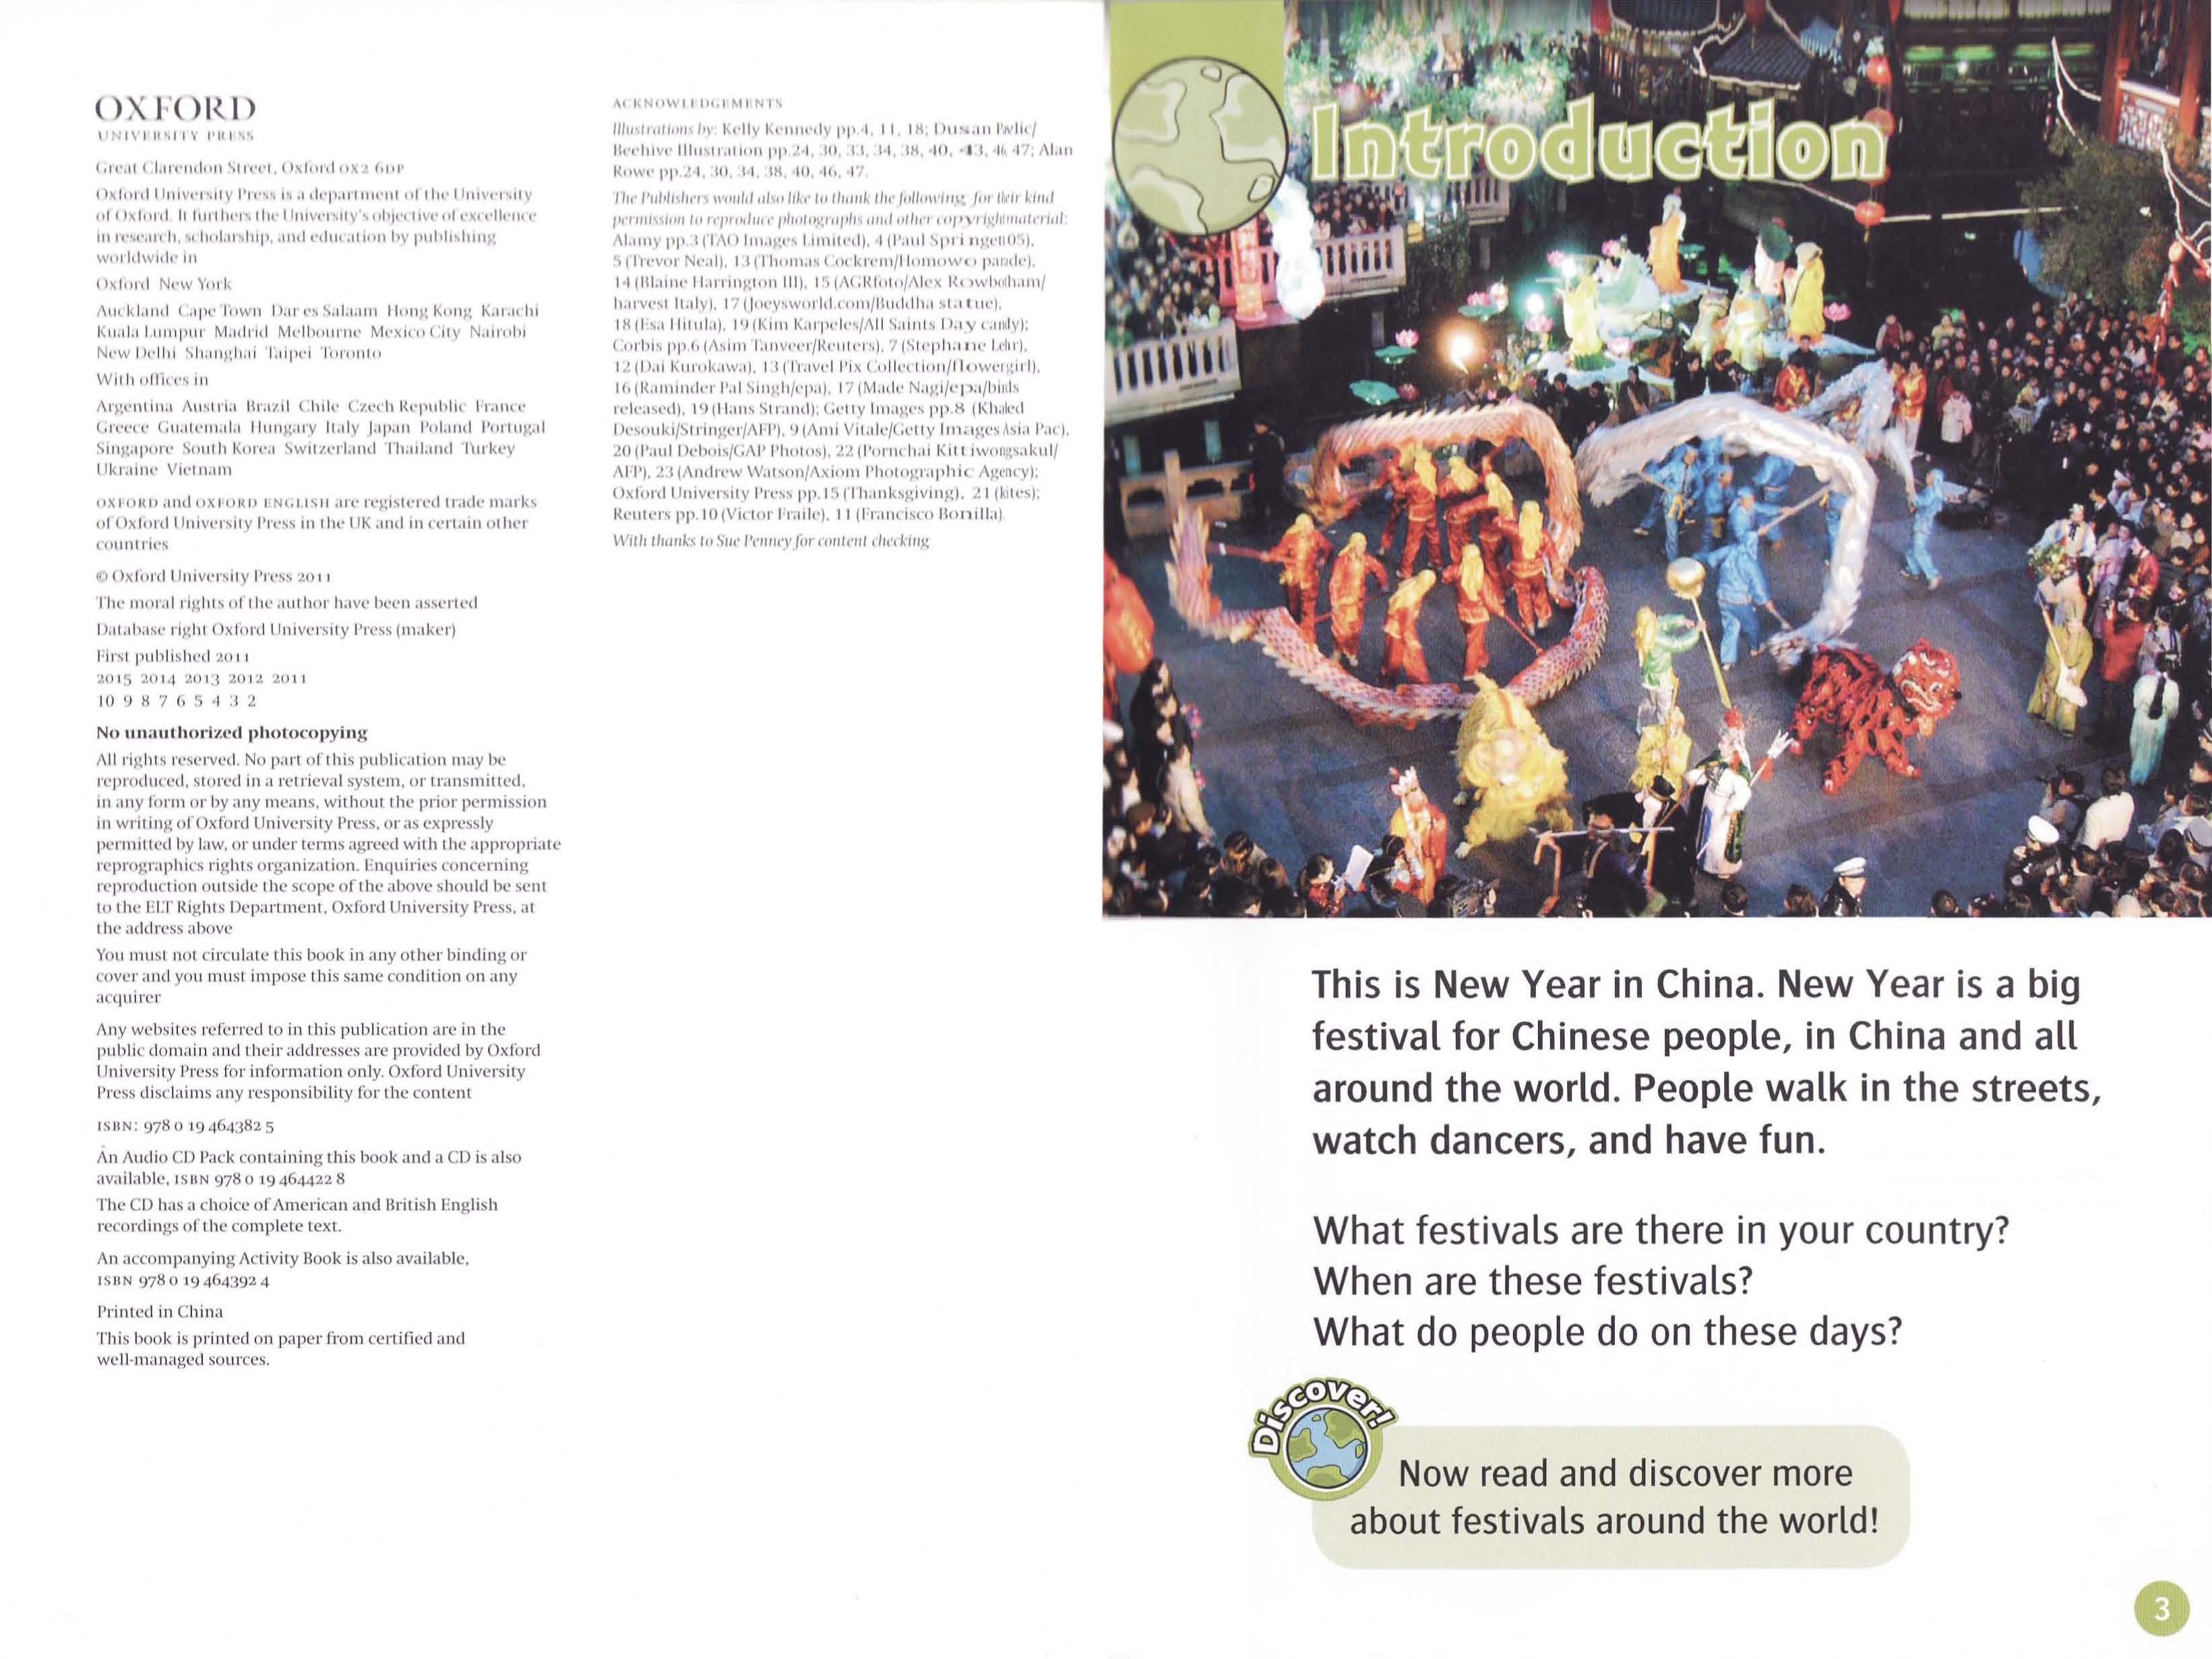 OXFORD
UNIVERSITY PRESS
Great Clarendon Street, Oxford OX2 6DP
Oxford University Press is a department of the University
of Oxford. It furthers the University's objective of excellence
in research, scholarship, and education by publishing
worldwide in
Oxford New York
Auckland Cape Town Dar es Salaam Hong Kong Karachi
Kuala Lumpur Madrid Melbourne Mexico City Nairobi
New Delhi Shanghai Taipei Toronto
With offices in
Argentina Austria Brazil Chile Czech Republic France
Greece Guatemala Hungary Italy Japan Poland Portugal
Singapore South Korea Switzerland Thailand Turkey
Ukraine Vietnam
OXFORD and OXFORD ENGLISH are registered trade marks
of Oxford University Press in the UK and in certain other
countries
© Oxford University Press 2011
The moral rights of the author have been asserted
Database right Oxford University Press (maker)
First published 2011
2015 2014 2013 2012 2011
10 9 8 7 6 5 4 3 2
No unauthorized photocopying
All rights reserved. No part of this publication may be
reproduced, stored in a retrieval system, or transmitted,
in any form or by any means, without the prior permission
in writing of Oxford University Press, or as expressly
permitted by law, or under terms agreed with the appropriate
reprographics rights organization. Enquiries concerning
reproduction outside the scope of the above should be sent
to the ELT Rights Department, Oxford University Press, at
the address above
You must not circulate this book in any other binding or
cover and you must impose this same condition on any
acquirer
Any websites referred to in this publication are in the
public domain and their addresses are provided by Oxford
University Press for information only. Oxford University
Press disclaims any responsibility for the content
ISBN: 978 0 19 464382 5
An Audio CD Pack containing this book and a CD is also
available, ISBN 978 0 19 464422 8
The CD has a choice of American and British English
recordings of the complete text.
An accompanying Activity Book is also available,
ISBN 978 0 19 464392 4
Printed in China
This book is printed on paper from certified and
well-managed sources.
ACKNOWLEDGEMENTS
Illustrations by: Kelly Kennedy pp.4, 11, 18; Dusan Pavlic/
Beehive Illustration pp.24, 30, 33, 34, 38, 40, 43, 46, 47; Alan
Rowe pp.24, 30, 34, 38, 40, 46, 47.
The Publishers would also like to thank the following for their kind
permission to reproduce photographs and other copyright material:
Alamy pp.3 (TAO Images Limited), 4 (Paul Springett 05),
5 (Trevor Neal), 13 (Thomas Cockrem/Homowo parade),
14 (Blaine Harrington III), 15 (AGRfoto/Alex Rowbotham/
harvest Italy), 17 (Joeysworld.com/Buddha statue),
18 (Esa Hitula), 19 (Kim Karpeles/All Saints Day candy);
Corbis pp.6 (Asim Tanveer/Reuters), 7 (Stephane Lehr),
12 (Dai Kurokawa), 13 (Travel Pix Collection/flowergirl),
16 (Raminder Pal Singh/epa), 17 (Made Nagi/epa/birds
released), 19 (Hans Strand); Getty Images pp.8 (Khaled
Desouki/Stringer/AFP), 9 (Ami Vitale/Getty Images Asia Pac),
20 (Paul Debois/GAP Photos), 22 (Pornchai Kittiwongsakul/
AFP), 23 (Andrew Watson/Axiom Photographic Agency);
Oxford University Press pp.15 (Thanksgiving), 21 (kites);
Reuters pp.10 (Victor Fraile), 11 (Francisco Bonilla).
With thanks to Sue Penney for content checking
Introduction
This is New Year in China. New Year is a big
festival for Chinese people, in China and all
around the world. People walk in the streets,
watch dancers, and have fun.
What festivals are there in your country?
When are these festivals?
What do people do on these days?
Discover!
Now read and discover more
about festivals around the world!
3